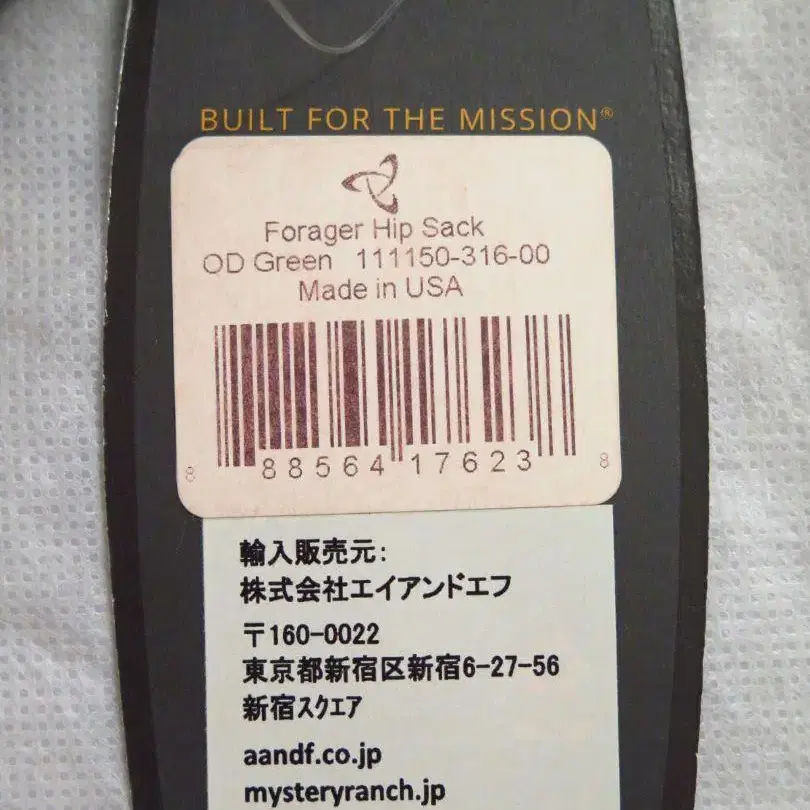 BUILT FOR THE MISSION®
Forager Hip Sack
OD Green 111150-316-00
Made in USA
8 88564 17623 8
輸入販売元:
株式会社エイアンドエフ
〒160-0022
東京都新宿区新宿6-27-56
新宿スクエア
aandf.co.jp
mysteryranch.jp